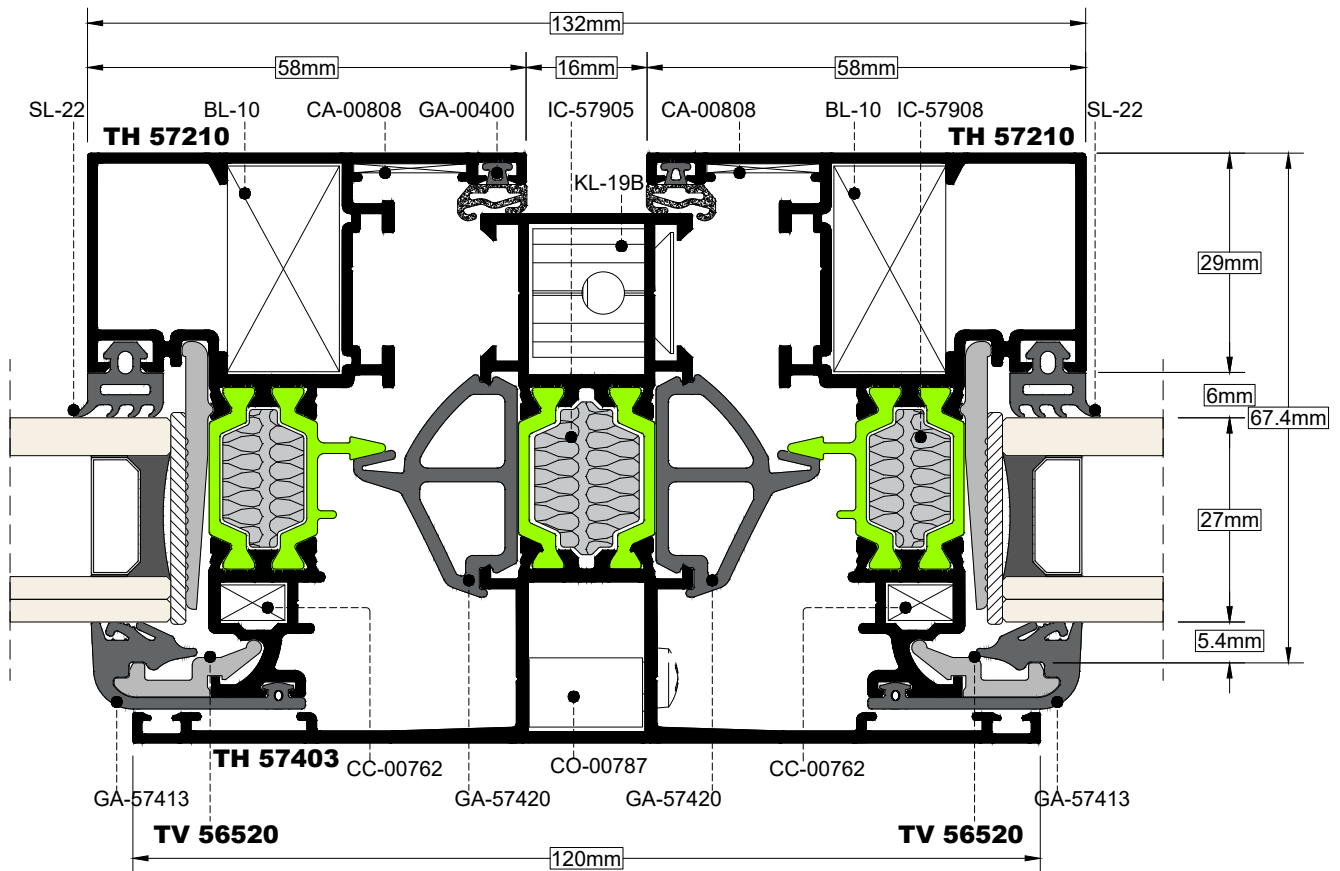 132mm
58mm
16mm
58mm
SL-22
BL-10
CA-00808
GA-00400
IC-57905
CA-00808
BL-10
IC-57908
SL-22
TH 57210
TH 57210
KL-19B
29mm
6mm
67.4mm
27mm
5.4mm
TH 57403
CC-00762
CO-00787
CC-00762
GA-57413
GA-57420
GA-57420
GA-57413
TV 56520
TV 56520
120mm